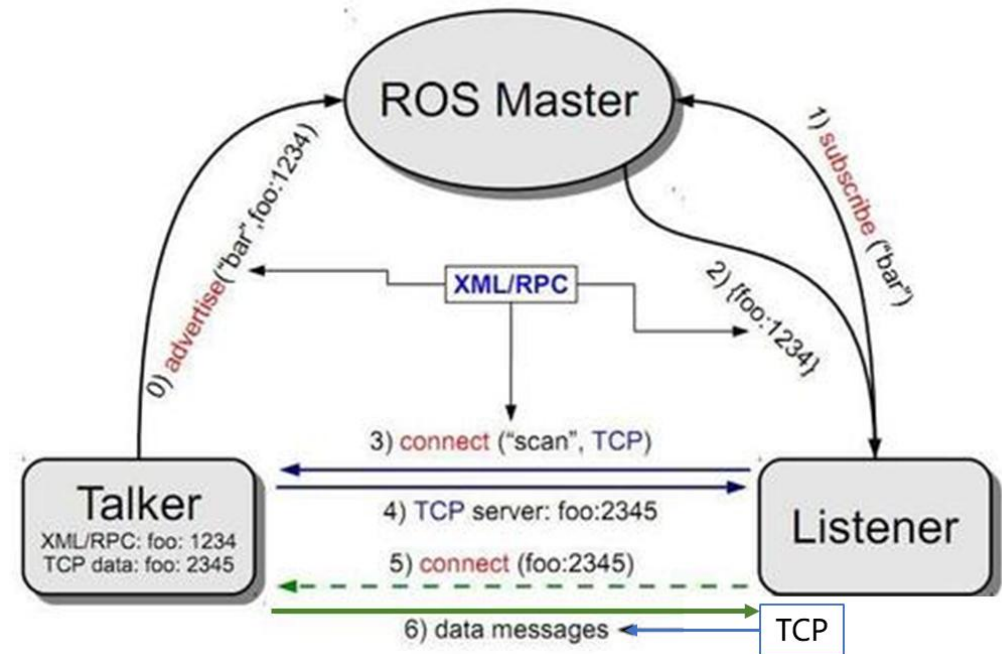 ROS Master
0) advertise(“bar”,foo:1234)
1) subscribe (“bar”)
XML/RPC
2) {foo:1234}
3) connect (“scan”, TCP)
4) TCP server: foo:2345
5) connect (foo:2345)
6) data messages
Talker
XML/RPC: foo: 1234
TCP data: foo: 2345
Listener
TCP